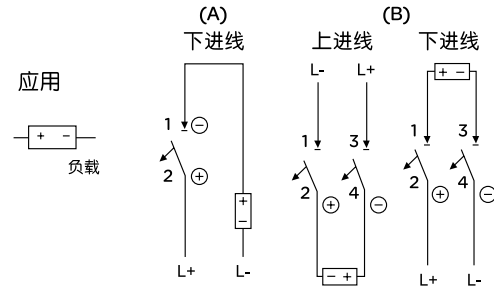 (A) (B)
下进线 上进线 下进线
L- L+
应用
+ -
负载
1 -
2 +
+
-
L+ L-
1 3
2 + 4 -
- +
+ -
1 3
2 + 4 -
L+ L-